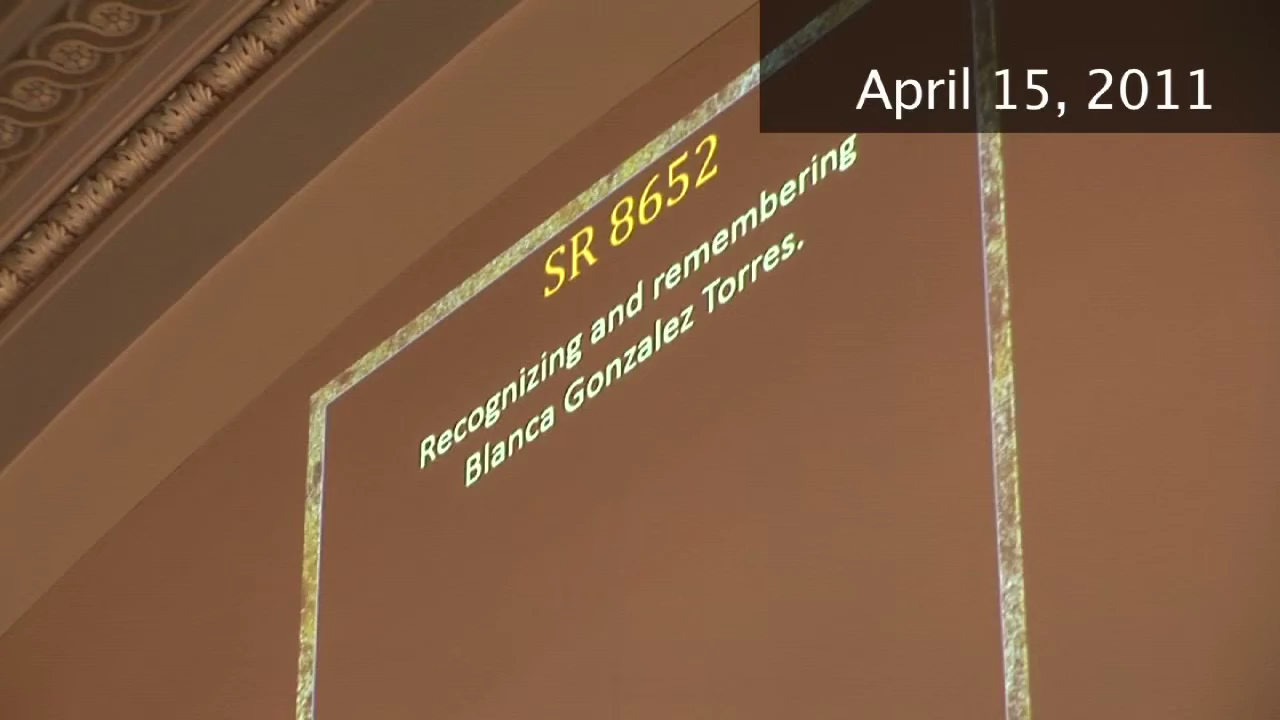 April 15, 2011
SR 8652
Recognizing and remembering
Blanca Gonzalez Torres.